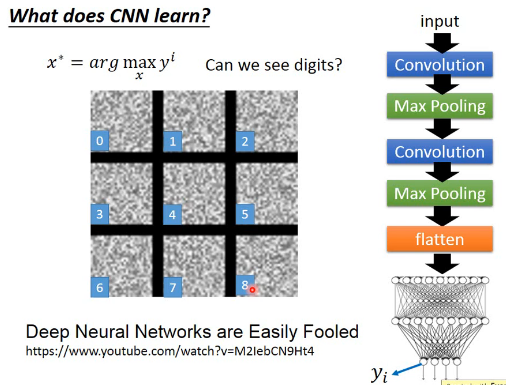 What does CNN learn?
x* = arg max y^i
x
Can we see digits?
0
1
2
3
4
5
6
7
8
Deep Neural Networks are Easily Fooled
https://www.youtube.com/watch?v=M2IebCN9Ht4
input
Convolution
Max Pooling
Convolution
Max Pooling
flatten
y_i